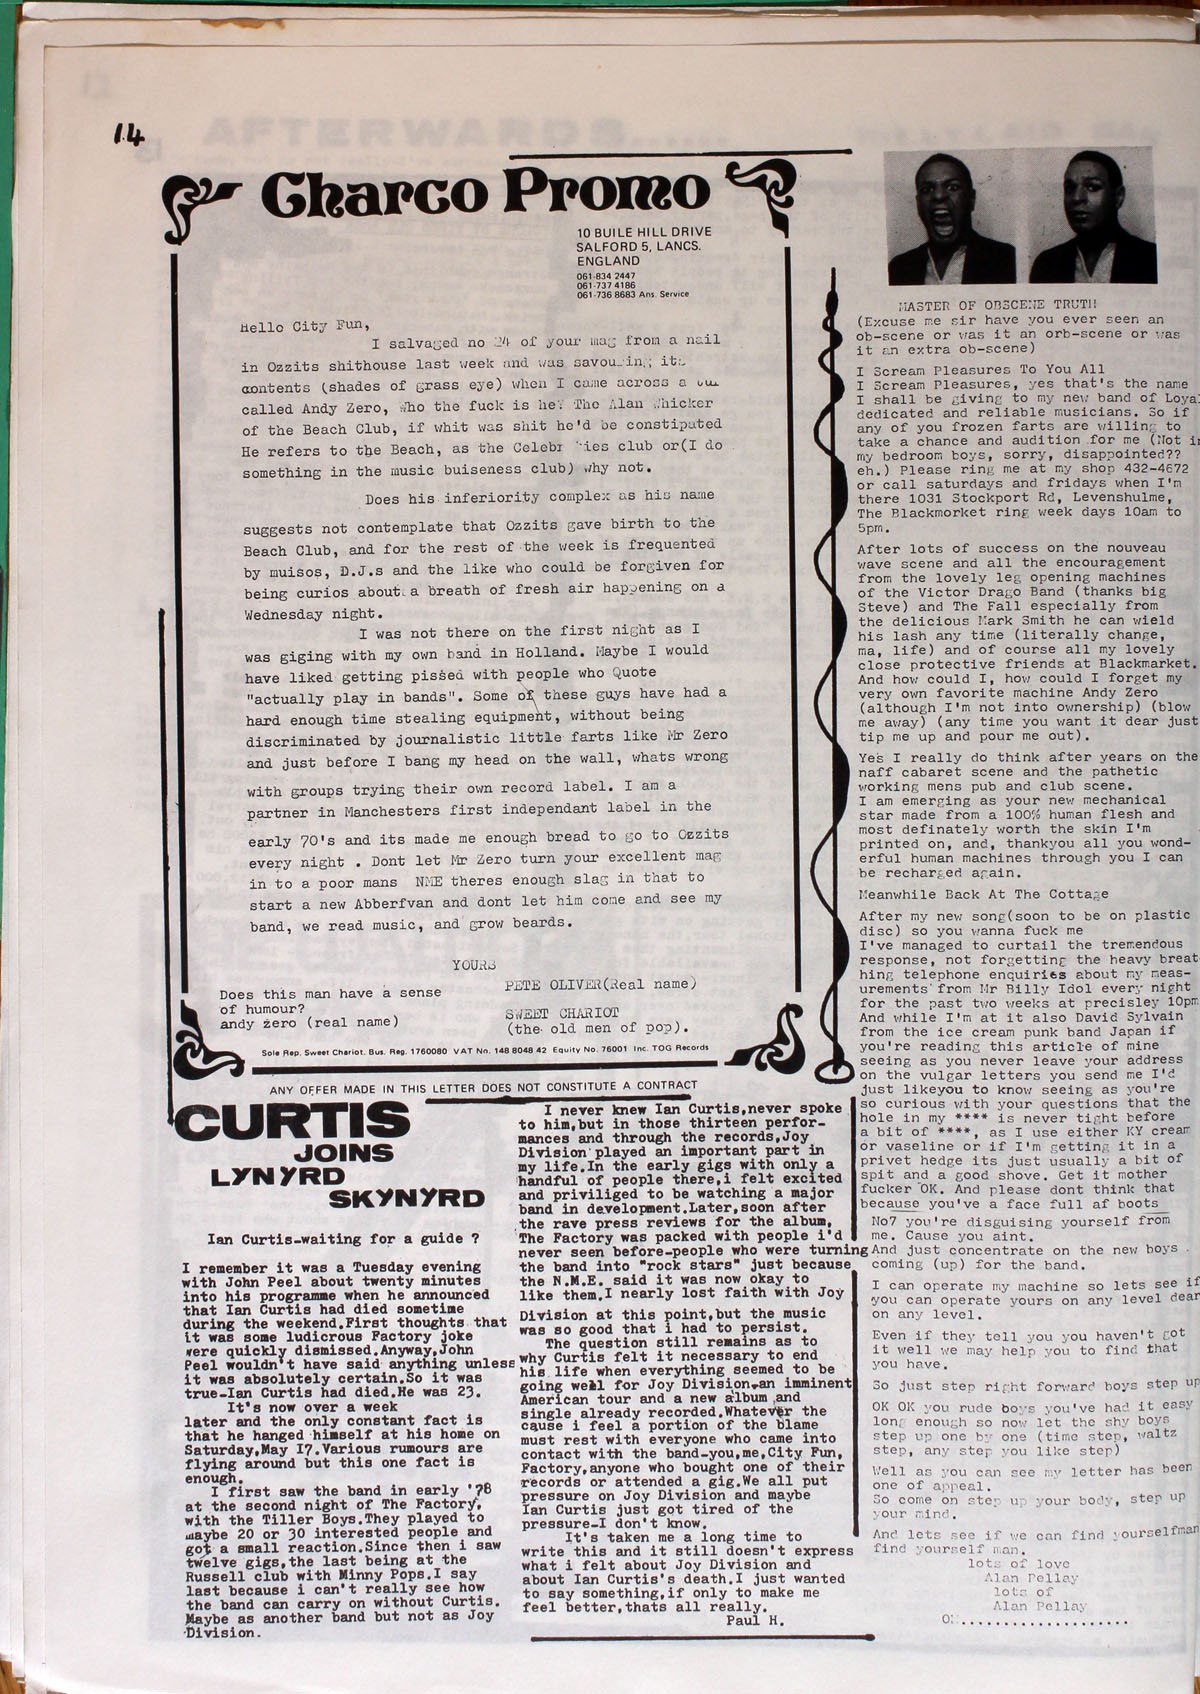 14
Charco Promo
10 BUILE HILL DRIVE
SALFORD 5, LANCS.
ENGLAND
061-834 2447
061-737 4186
061-736 8683 Ans. Service
Hello City Fun,
I salvaged no 24 of your mag from a nail
in Ozzits shithouse last week and was savouring its
contents (shades of grass eye) when I came across a
called Andy Zero, Who the fuck is he? The Alan Whicker
of the Beach Club, if whit was shit he'd be constipated
He refers to the Beach, as the Celebr ties club or(I do
something in the music buiseness club) why not.
Does his inferiority complex as his name
suggests not contemplate that Ozzits gave birth to the
Beach Club, and for the rest of the week is frequented
by muisos, D.J.s and the like who could be forgiven for
being curios about a breath of fresh air happening on a
Wednesday night.
I was not there on the first night as I
was giging with my own band in Holland. Maybe I would
have liked getting pissed with people who Quote
"actually play in bands". Some of these guys have had a
hard enough time stealing equipment, without being
discriminated by journalistic little farts like Mr Zero
and just before I bang my head on the wall, whats wrong
with groups trying their own record label. I am a
partner in Manchesters first independant label in the
early 70's and its made me enough bread to go to Ozzits
every night . Dont let Mr Zero turn your excellent mag
in to a poor mans NME theres enough slag in that to
start a new Abberfvan and dont let him come and see my
band, we read music, and grow beards.
YOURS
PETE OLIVER(Real name)
SWEET CHARIOT
(the old men of pop).
Does this man have a sense
of humour?
andy zero (real name)
Sole Rep. Sweet Chariot. Bus. Reg. 1760080 VAT No. 148 8048 42 Equity No. 76001 Inc. TOG Records
ANY OFFER MADE IN THIS LETTER DOES NOT CONSTITUTE A CONTRACT
CURTIS
JOINS
LYNYRD
SKYNYRD
Ian Curtis-waiting for a guide ?
I remember it was a Tuesday evening
with John Peel about twenty minutes
into his programme when he announced
that Ian Curtis had died sometime
during the weekend.First thoughts that
it was some ludicrous Factory joke
were quickly dismissed.Anyway,John
Peel wouldn't have said anything unless
it was absolutely certain.So it was
true-Ian Curtis had died.He was 23.
It's now over a week
later and the only constant fact is
that he hanged himself at his home on
Saturday,May 17.Various rumours are
flying around but this one fact is
enough.
I first saw the band in early '78
at the second night of The Factory,
with the Tiller Boys.They played to
maybe 20 or 30 interested people and
got a small reaction.Since then i saw
twelve gigs,the last being at the
Russell club with Minny Pops.I say
last because i can't really see how
the band can carry on without Curtis.
Maybe as another band but not as Joy
Division.
I never knew Ian Curtis,never spoke
to him,but in those thirteen perfor-
mances and through the records,Joy
Division played an important part in
my life.In the early gigs with only a
handful of people there,i felt excited
and priviliged to be watching a major
band in development.Later,soon after
the rave press reviews for the album,
The Factory was packed with people i'd
never seen before-people who were turning
the band into "rock stars" just because
the N.M.E. said it was now okay to
like them.I nearly lost faith with Joy
Division at this point,but the music
was so good that i had to persist.
The question still remains as to
why Curtis felt it necessary to end
his life when everything seemed to be
going well for Joy Division-an imminent
American tour and a new album and
single already recorded.Whatever the
cause i feel a portion of the blame
must rest with everyone who came into
contact with the band-you,me,City Fun,
Factory,anyone who bought one of their
records or attended a gig.We all put
pressure on Joy Division and maybe
Ian Curtis just got tired of the
pressure-I don't know.
It's taken me a long time to
write this and it still doesn't express
what i felt about Joy Division and
about Ian Curtis's death.I just wanted
to say something,if only to make me
feel better,thats all really.
Paul H.
MASTER OF OBSCENE TRUTH
(Excuse me sir have you ever seen an
ob-scene or was it an orb-scene or was
it an extra ob-scene)
I Scream Pleasures To You All
I Scream Pleasures, yes that's the name
I shall be giving to my new band of Loyal
dedicated and reliable musicians. So if
any of you frozen farts are willing to
take a chance and audition for me (Not in
my bedroom boys, sorry, disappointed??
eh.) Please ring me at my shop 432-4672
or call saturdays and fridays when I'm
there 1031 Stockport Rd, Levenshulme,
The Blackmorket ring week days 10am to
5pm.
After lots of success on the nouveau
wave scene and all the encouragement
from the lovely leg opening machines
of the Victor Drago Band (thanks big
Steve) and The Fall especially from
the delicious Mark Smith he can wield
his lash any time (literally change,
ma, life) and of course all my lovely
close protective friends at Blackmarket.
And how could I, how could I forget my
very own favorite machine Andy Zero
(although I'm not into ownership) (blow
me away) (any time you want it dear just
tip me up and pour me out).
Yes I really do think after years on the
naff cabaret scene and the pathetic
working mens pub and club scene.
I am emerging as your new mechanical
star made from a 100% human flesh and
most definately worth the skin I'm
printed on, and, thankyou all you wond-
erful human machines through you I can
be recharged again.
Meanwhile Back At The Cottage
After my new song(soon to be on plastic
disc) so you wanna fuck me
I've managed to curtail the tremendous
response, not forgetting the heavy breat
hing telephone enquiries about my meas-
urements from Mr Billy Idol every night
for the past two weeks at precisley 10pm
And while I'm at it also David Sylvain
from the ice cream punk band Japan if
you're reading this article of mine
seeing as you never leave your address
on the vulgar letters you send me I'd
just likeyou to know seeing as you're
so curious with your questions that the
hole in my **** is never tight before
a bit of ****, as I use either KY cream
or vaseline or if I'm getting it in a
privet hedge its just usually a bit of
spit and a good shove. Get it mother
fucker OK. And please dont think that
because you've a face full af boots
No7 you're disguising yourself from
me. Cause you aint.
And just concentrate on the new boys
coming (up) for the band.
I can operate my machine so lets see if
you can operate yours on any level dear
on any level.
Even if they tell you you haven't got
it well we may help you to find that
you have.
So just step right forward boys step up
OK OK you rude boys you've had it easy
long enough so now let the shy boys
step up one by one (time step, waltz
step, any step you like step)
Well as you can see my letter has been
one of appeal.
So come on step up your body, step up
your mind.
And lets see if we can find yourselfman
find yourself man.
lots of love
Alan Pellay
lots of
Alan Pellay